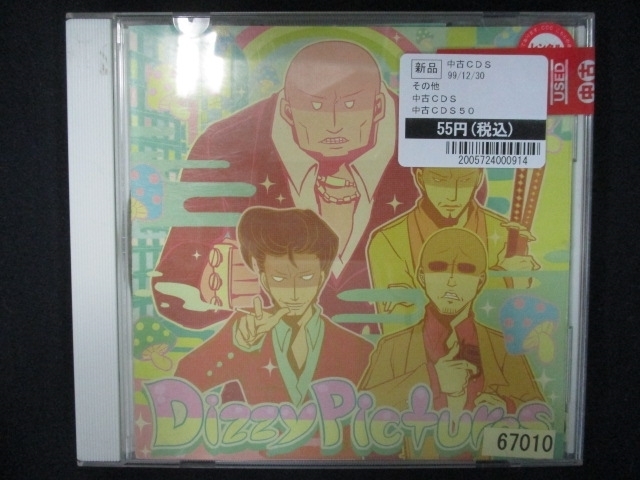 新品
中古CDS
99/12/30
その他
中古CDS
中古CDS50
55円(税込)
2005724000914
USED
中古
Dizzy Pictures
67010